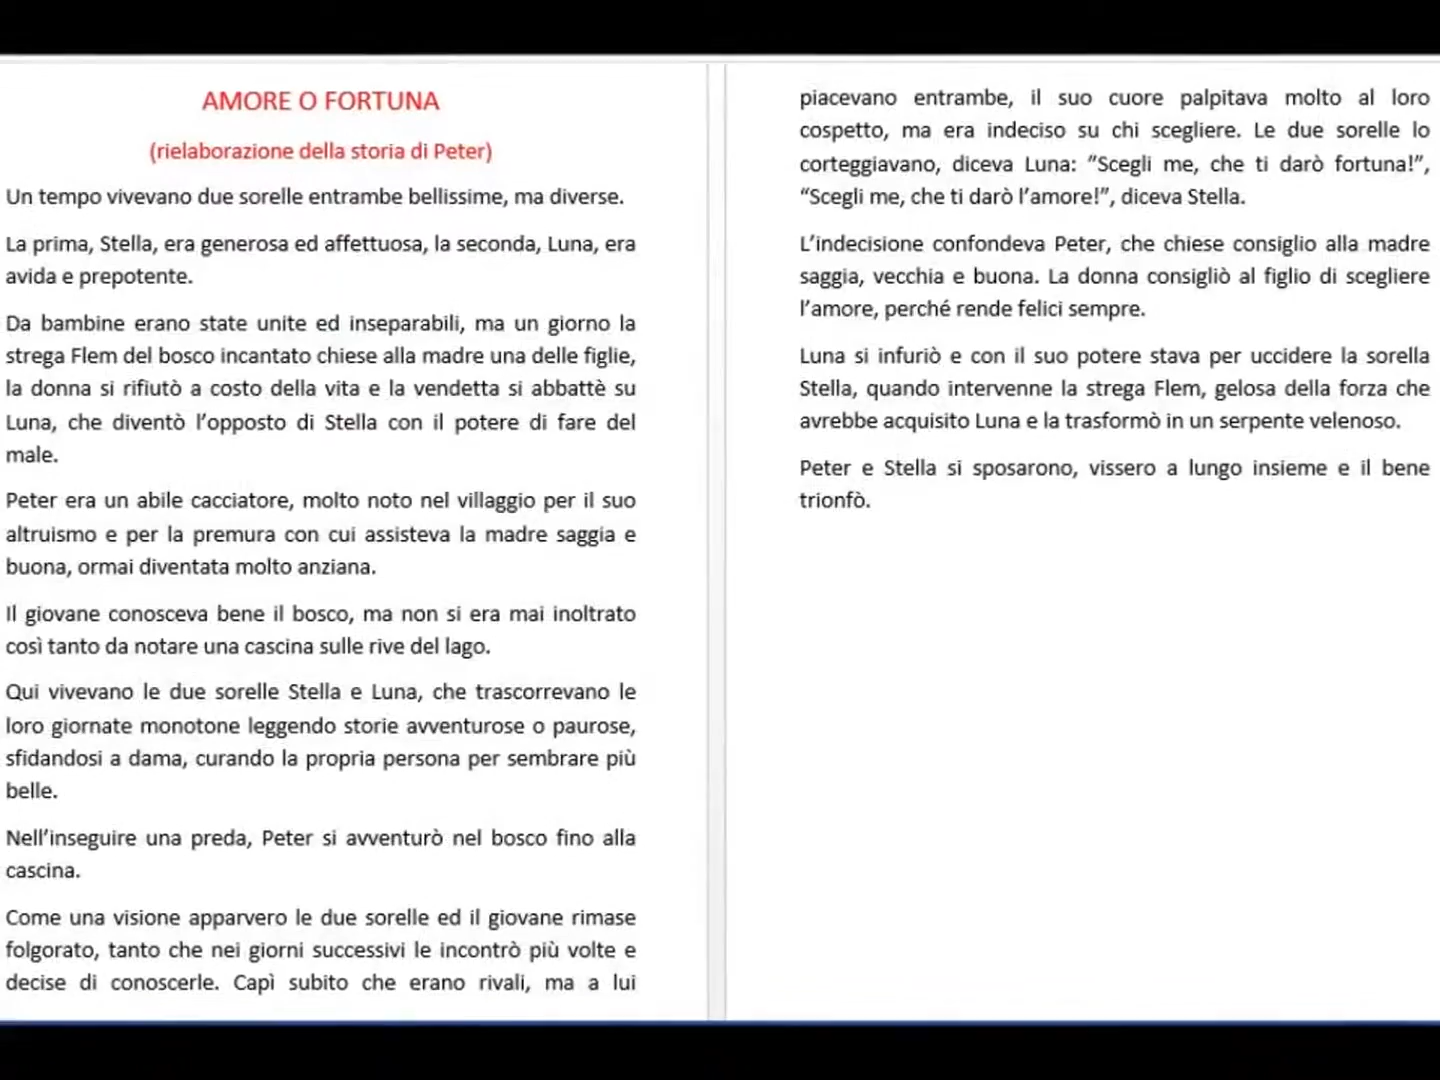 AMORE O FORTUNA
(rielaborazione della storia di Peter)
Un tempo vivevano due sorelle entrambe bellissime, ma diverse.
La prima, Stella, era generosa ed affettuosa, la seconda, Luna, era
avida e prepotente.
Da bambine erano state unite ed inseparabili, ma un giorno la
strega Flem del bosco incantato chiese alla madre una delle figlie,
la donna si rifiutò a costo della vita e la vendetta si abbattè su
Luna, che diventò l’opposto di Stella con il potere di fare del
male.
Peter era un abile cacciatore, molto noto nel villaggio per il suo
altruismo e per la premura con cui assisteva la madre saggia e
buona, ormai diventata molto anziana.
Il giovane conosceva bene il bosco, ma non si era mai inoltrato
così tanto da notare una cascina sulle rive del lago.
Qui vivevano le due sorelle Stella e Luna, che trascorrevano le
loro giornate monotone leggendo storie avventurose o paurose,
sfidandosi a dama, curando la propria persona per sembrare più
belle.
Nell’inseguire una preda, Peter si avventurò nel bosco fino alla
cascina.
Come una visione apparvero le due sorelle ed il giovane rimase
folgorato, tanto che nei giorni successivi le incontrò più volte e
decise di conoscerle. Capì subito che erano rivali, ma a lui
piacevano entrambe, il suo cuore palpitava molto al loro
cospetto, ma era indeciso su chi scegliere. Le due sorelle lo
corteggiavano, diceva Luna: “Scegli me, che ti darò fortuna!”,
“Scegli me, che ti darò l’amore!”, diceva Stella.
L’indecisione confondeva Peter, che chiese consiglio alla madre
saggia, vecchia e buona. La donna consigliò al figlio di scegliere
l’amore, perché rende felici sempre.
Luna si infuriò e con il suo potere stava per uccidere la sorella
Stella, quando intervenne la strega Flem, gelosa della forza che
avrebbe acquisito Luna e la trasformò in un serpente velenoso.
Peter e Stella si sposarono, vissero a lungo insieme e il bene
trionfò.